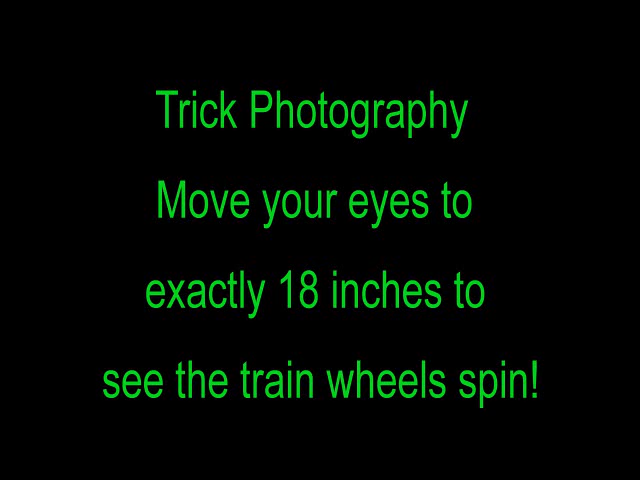 Trick Photography
Move your eyes to
exactly 18 inches to
see the train wheels spin!